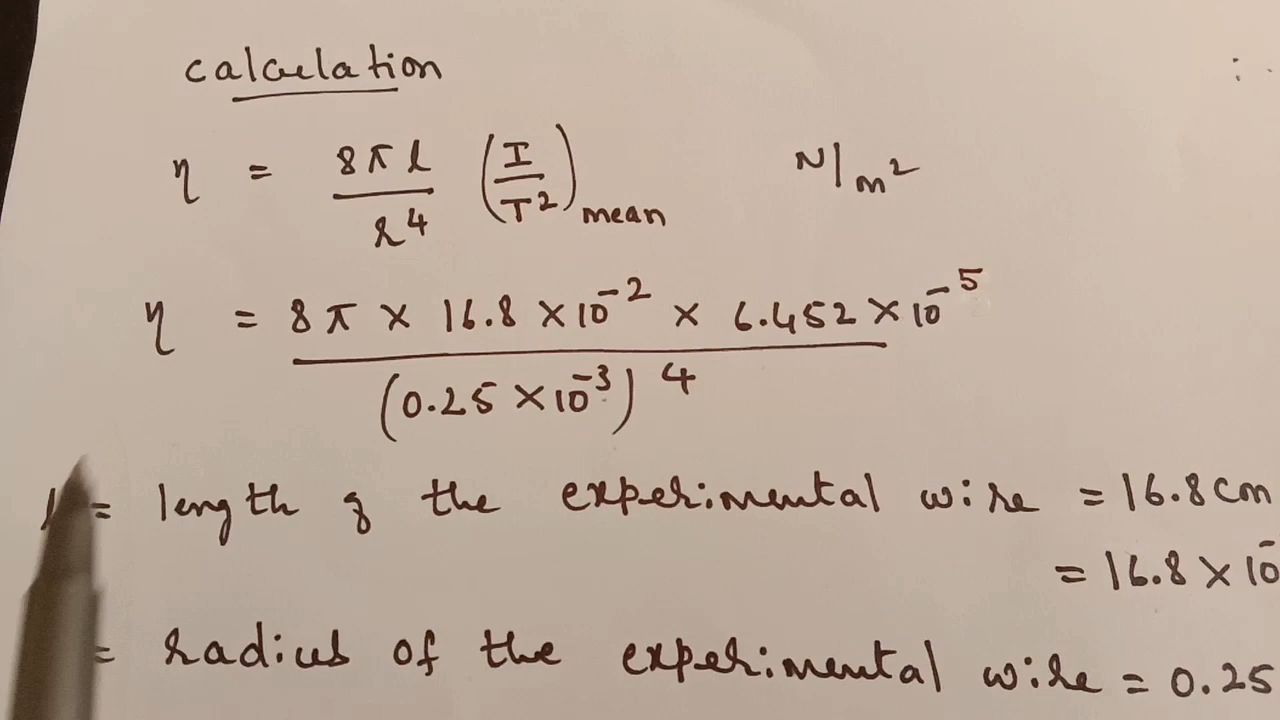 calculation
η = 8πl / r⁴ (I / T²)mean N/m²
η = 8π × 16.8 × 10⁻² × 6.452 × 10⁻⁵ / (0.25 × 10⁻³)⁴
l = length of the experimental wire = 16.8 cm
= 16.8 × 10⁻
= radius of the experimental wire = 0.25